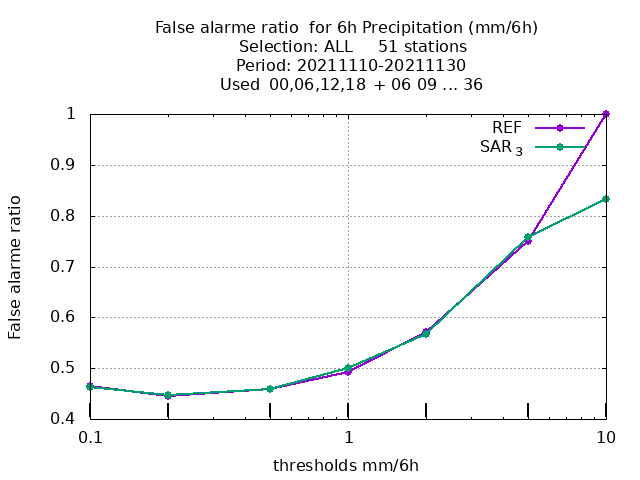 False alarme ratio  for 6h Precipitation (mm/6h)
Selection: ALL     51 stations
Period: 20211110-20211130
Used  00,06,12,18  + 06 09 ... 36
REF
SAR 3
1
0.9
0.8
0.7
0.6
0.5
0.4
False alarme ratio
0.1 1 10
thresholds mm/6h